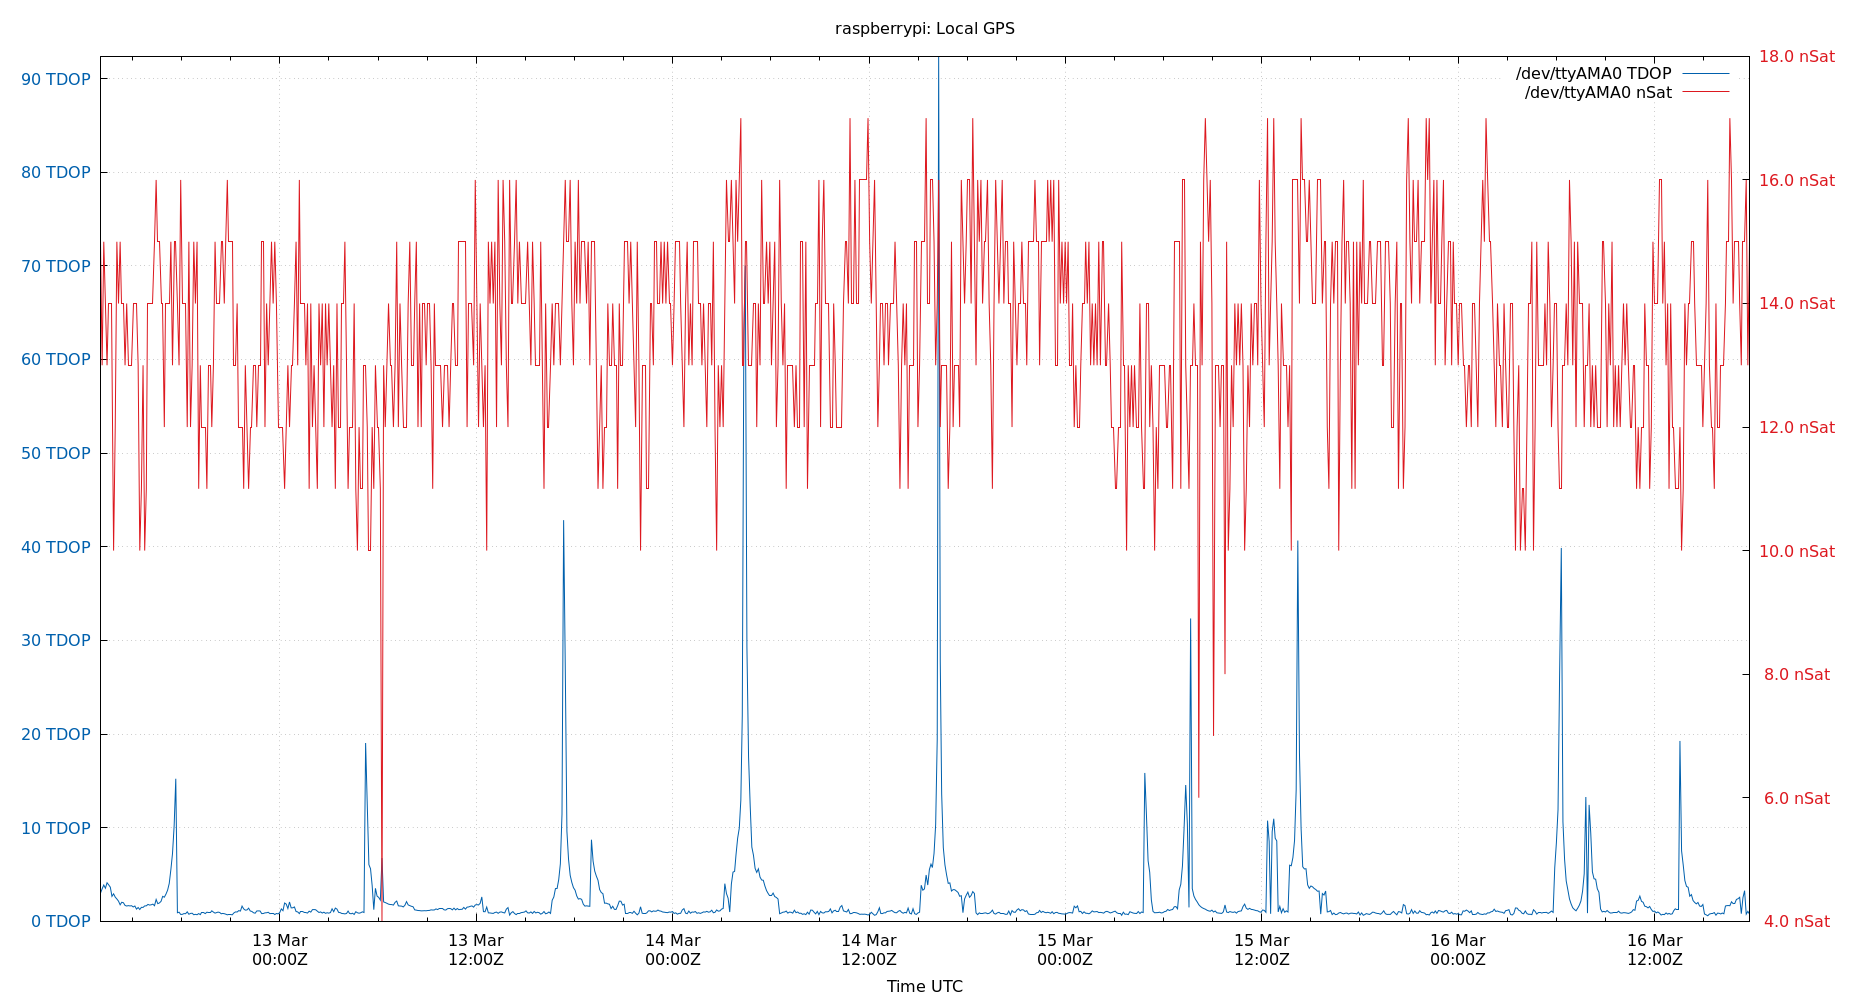 raspberrypi: Local GPS
/dev/ttyAMA0 TDOP
/dev/ttyAMA0 nSat
90 TDOP
80 TDOP
70 TDOP
60 TDOP
50 TDOP
40 TDOP
30 TDOP
20 TDOP
10 TDOP
0 TDOP
18.0 nSat
16.0 nSat
14.0 nSat
12.0 nSat
10.0 nSat
8.0 nSat
6.0 nSat
4.0 nSat
13 Mar 13 Mar 14 Mar 14 Mar 15 Mar 15 Mar 16 Mar 16 Mar
00:00Z 12:00Z 00:00Z 12:00Z 00:00Z 12:00Z 00:00Z 12:00Z
Time UTC